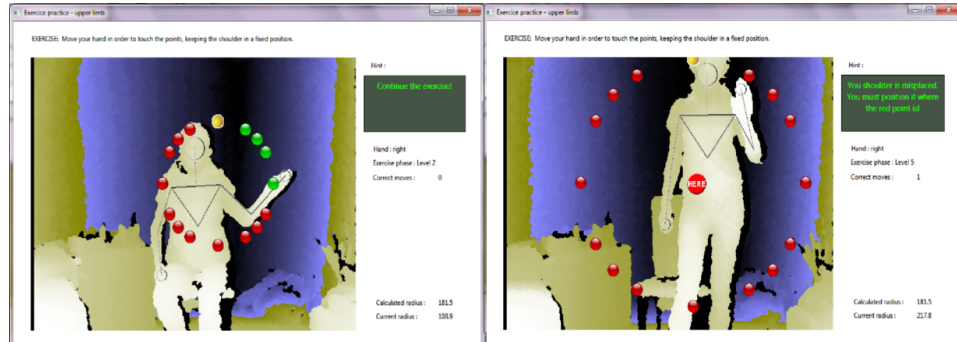 Exercice practice - upper limb
EXERCISE: Move your hand in order to touch the points, keeping the shoulder in a fixed position.
Hint :
Continue the exercise!
Hand : right
Exercise phase : Level 2
Correct moves : 0
Calculated radius : 181.5
Current radius : 108.9
Exercice practice - upper limb
EXERCISE: Move your hand in order to touch the points, keeping the shoulder in a fixed position.
Hint :
You shoulder is misplaced.
You must position it where
the red point is!
HERE
Hand : right
Exercise phase : Level 5
Correct moves : 1
Calculated radius : 181.5
Current radius : 217.8